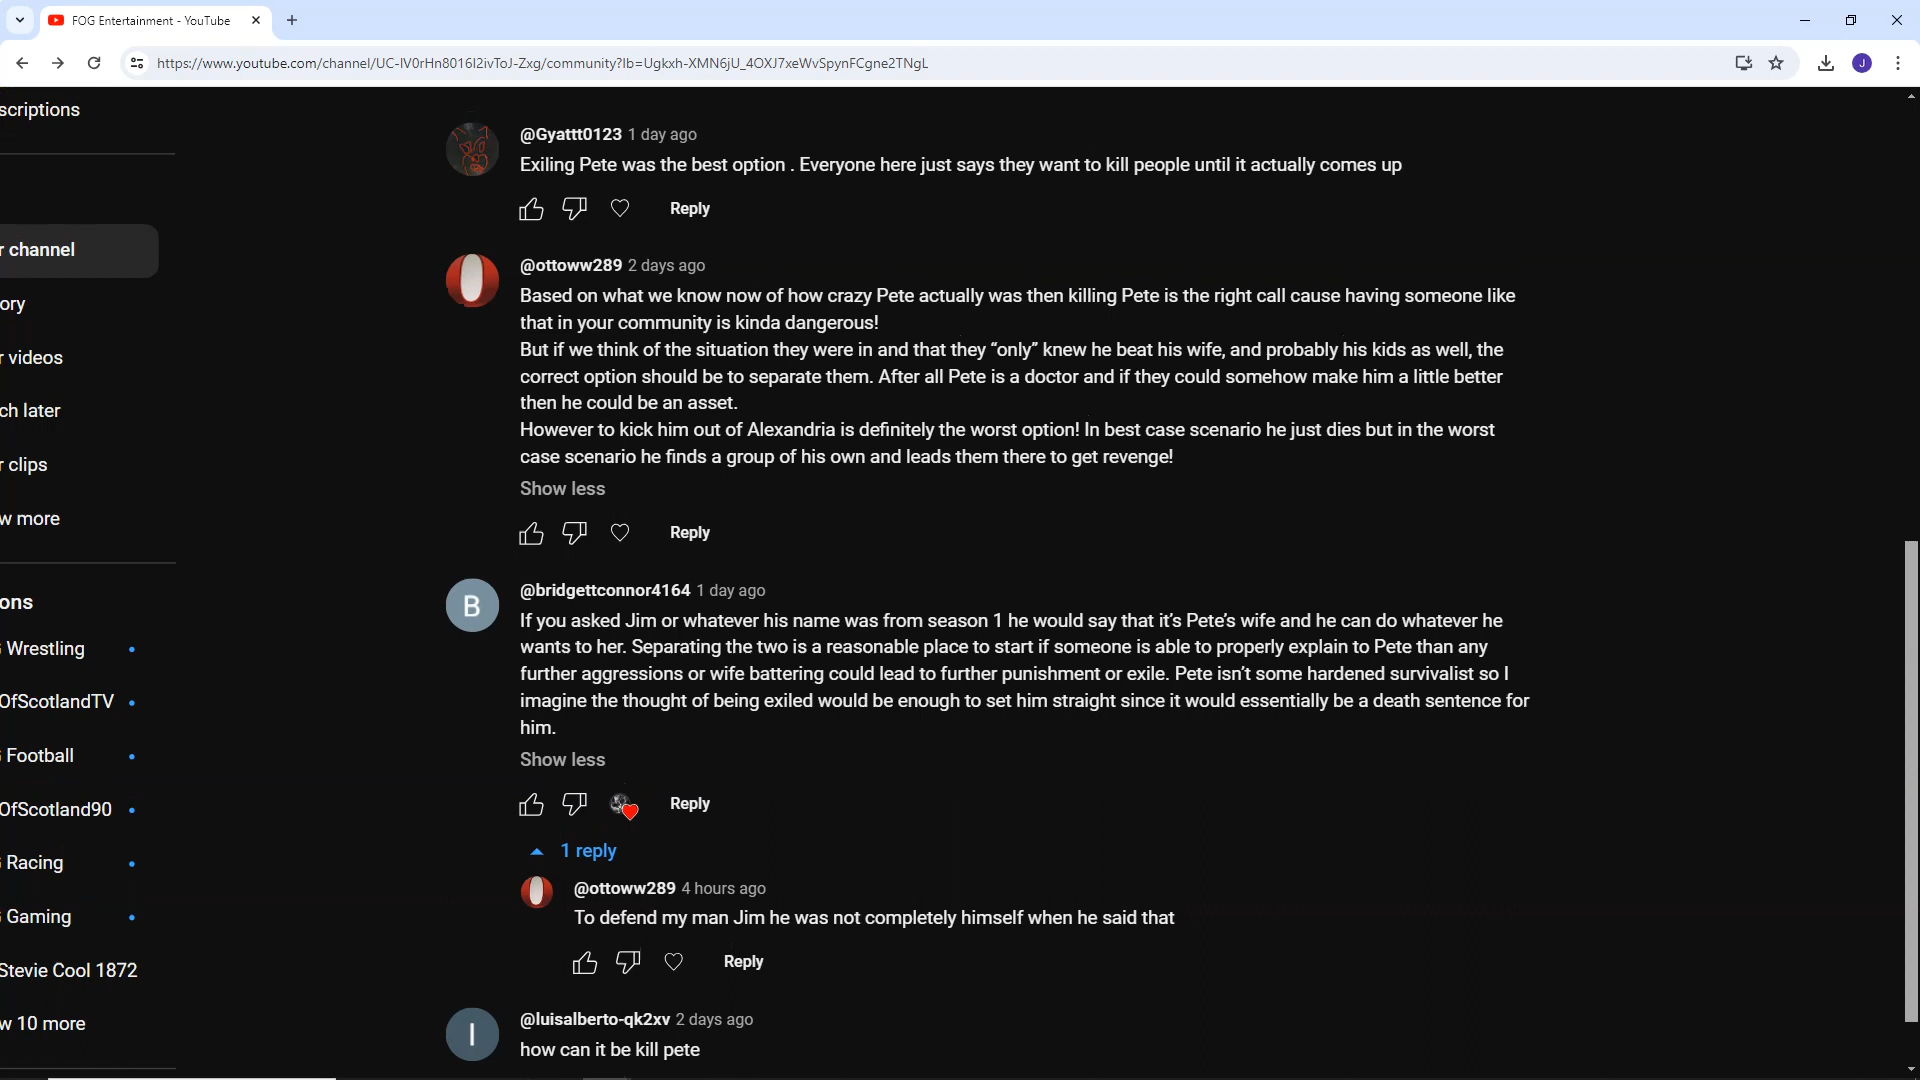 FOG Entertainment - YouTube
https://www.youtube.com/channel/UC-lV0rHn8016I2ivToJ-Zxg/community?lb=Ugkxh-XMN6jU_4OXJ7xeWvSpynFCgne2TNgL
J
scriptions
r channel
ory
r videos
ch later
r clips
w more
ons
Wrestling
OfScotlandTV
Football
OfScotland90
Racing
Gaming
Stevie Cool 1872
w 10 more
@Gyattt0123 1 day ago
Exiling Pete was the best option . Everyone here just says they want to kill people until it actually comes up
Reply
@ottoww289 2 days ago
Based on what we know now of how crazy Pete actually was then killing Pete is the right call cause having someone like
that in your community is kinda dangerous!
But if we think of the situation they were in and that they “only” knew he beat his wife, and probably his kids as well, the
correct option should be to separate them. After all Pete is a doctor and if they could somehow make him a little better
then he could be an asset.
However to kick him out of Alexandria is definitely the worst option! In best case scenario he just dies but in the worst
case scenario he finds a group of his own and leads them there to get revenge!
Show less
Reply
B
@bridgettconnor4164 1 day ago
If you asked Jim or whatever his name was from season 1 he would say that it’s Pete’s wife and he can do whatever he
wants to her. Separating the two is a reasonable place to start if someone is able to properly explain to Pete than any
further aggressions or wife battering could lead to further punishment or exile. Pete isn’t some hardened survivalist so I
imagine the thought of being exiled would be enough to set him straight since it would essentially be a death sentence for
him.
Show less
Reply
1 reply
@ottoww289 4 hours ago
To defend my man Jim he was not completely himself when he said that
Reply
l
@luisalberto-qk2xv 2 days ago
how can it be kill pete